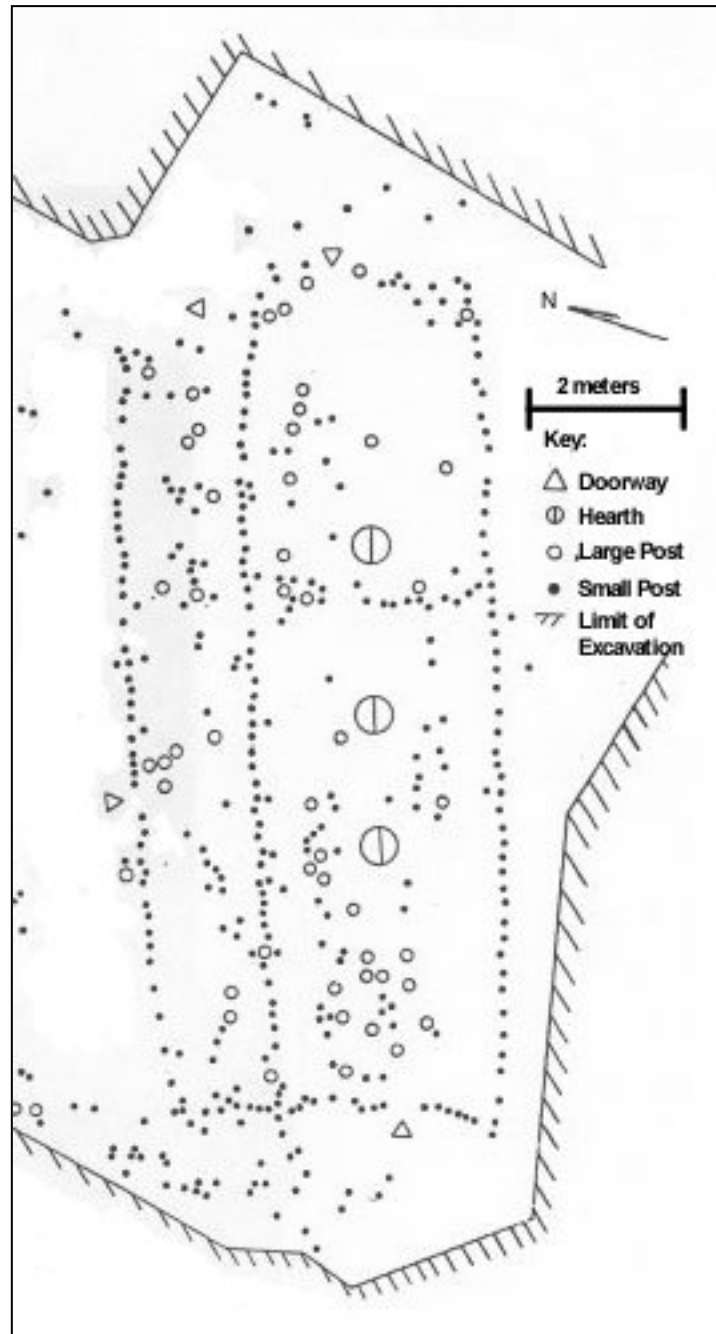 N
2 meters
Key:
Doorway
Hearth
Large Post
Small Post
Limit of
Excavation